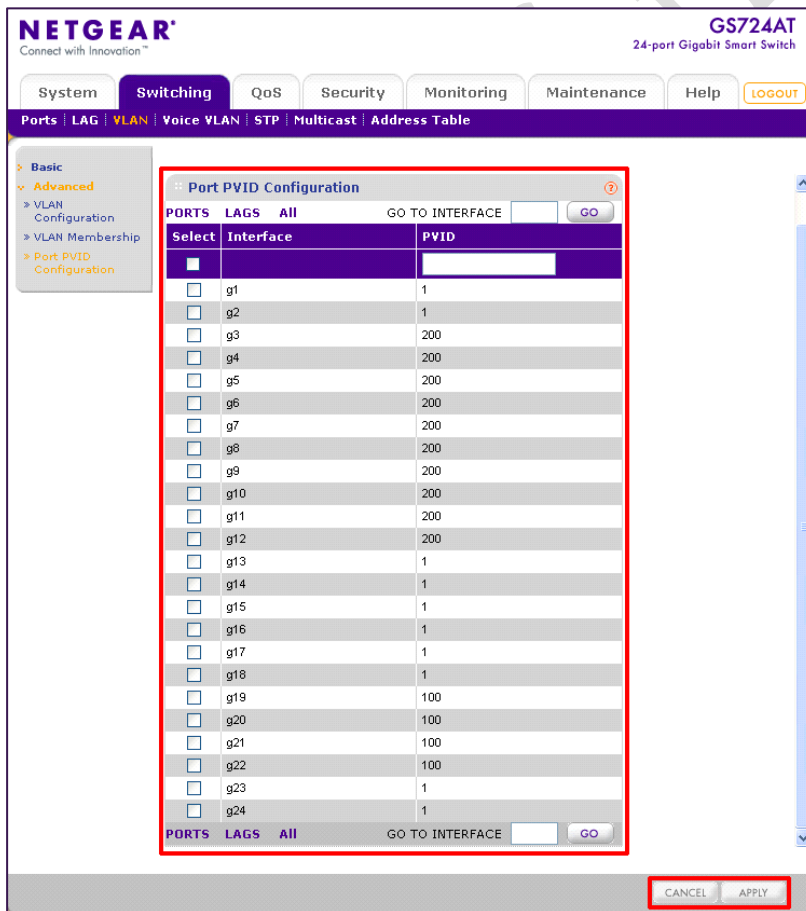 NETGEAR®
Connect with Innovation™
GS724AT
24-port Gigabit Smart Switch
System Switching QoS Security Monitoring Maintenance Help LOGOUT
Ports LAG VLAN Voice VLAN STP Multicast Address Table
Basic
Advanced
» VLAN
Configuration
» VLAN Membership
» Port PVID
Configuration
Port PVID Configuration ?
PORTS LAGS All GO TO INTERFACE GO
Select Interface PVID
g1 1
g2 1
g3 200
g4 200
g5 200
g6 200
g7 200
g8 200
g9 200
g10 200
g11 200
g12 200
g13 1
g14 1
g15 1
g16 1
g17 1
g18 1
g19 100
g20 100
g21 100
g22 100
g23 1
g24 1
PORTS LAGS All GO TO INTERFACE GO
CANCEL APPLY